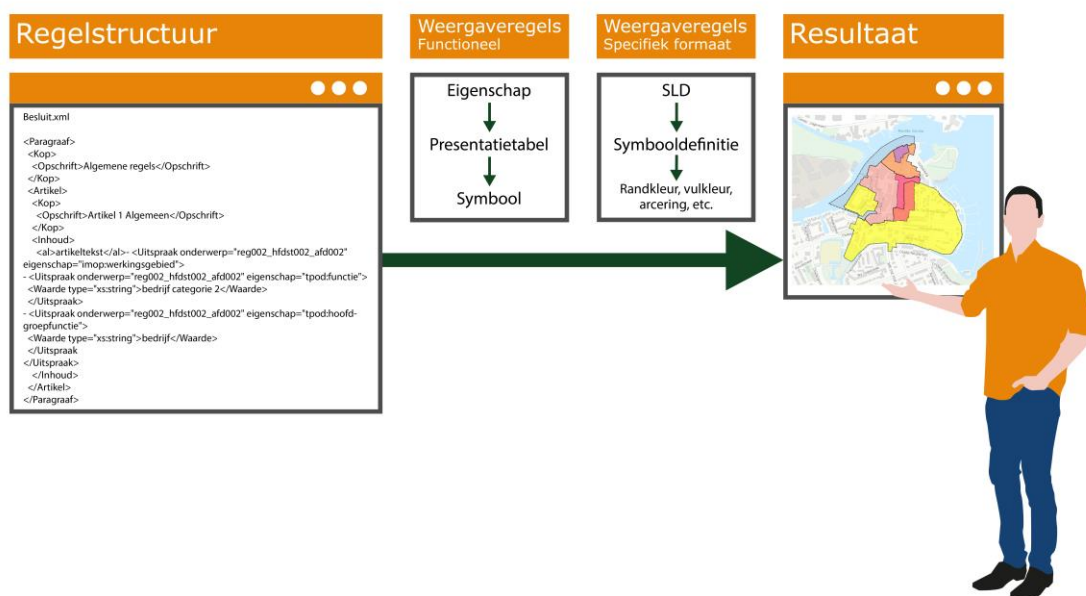 Regelstructuur
Weergaveregels
Functioneel
Weergaveregels
Specifiek formaat
Resultaat
Besluit.xml
<Paragraaf>
<Kop>
<Opschrift>Algemene regels</Opschrift>
</Kop>
<Artikel>
<Kop>
<Opschrift>Artikel 1 Algemeen</Opschrift>
</Kop>
<Inhoud>
<al>artikeltekst</al>- <Uitspraak onderwerp="reg002_hfdst002_afd002"
eigenschap="imop:werkingsgebied">
- <Uitspraak onderwerp="reg002_hfdst002_afd002" eigenschap="tpod:functie">
<Waarde type="xs:string">bedrijf categorie 2</Waarde>
</Uitspraak>
- <Uitspraak onderwerp="reg002_hfdst002_afd002" eigenschap="tpod:hoofd-
groepfunctie">
<Waarde type="xs:string">bedrijf</Waarde>
</Uitspraak
</Uitspraak>
</Inhoud>
</Artikel>
</Paragraaf>
Eigenschap
Presentatietabel
Symbool
SLD
Symbooldefinitie
Randkleur, vulkleur,
arcering, etc.